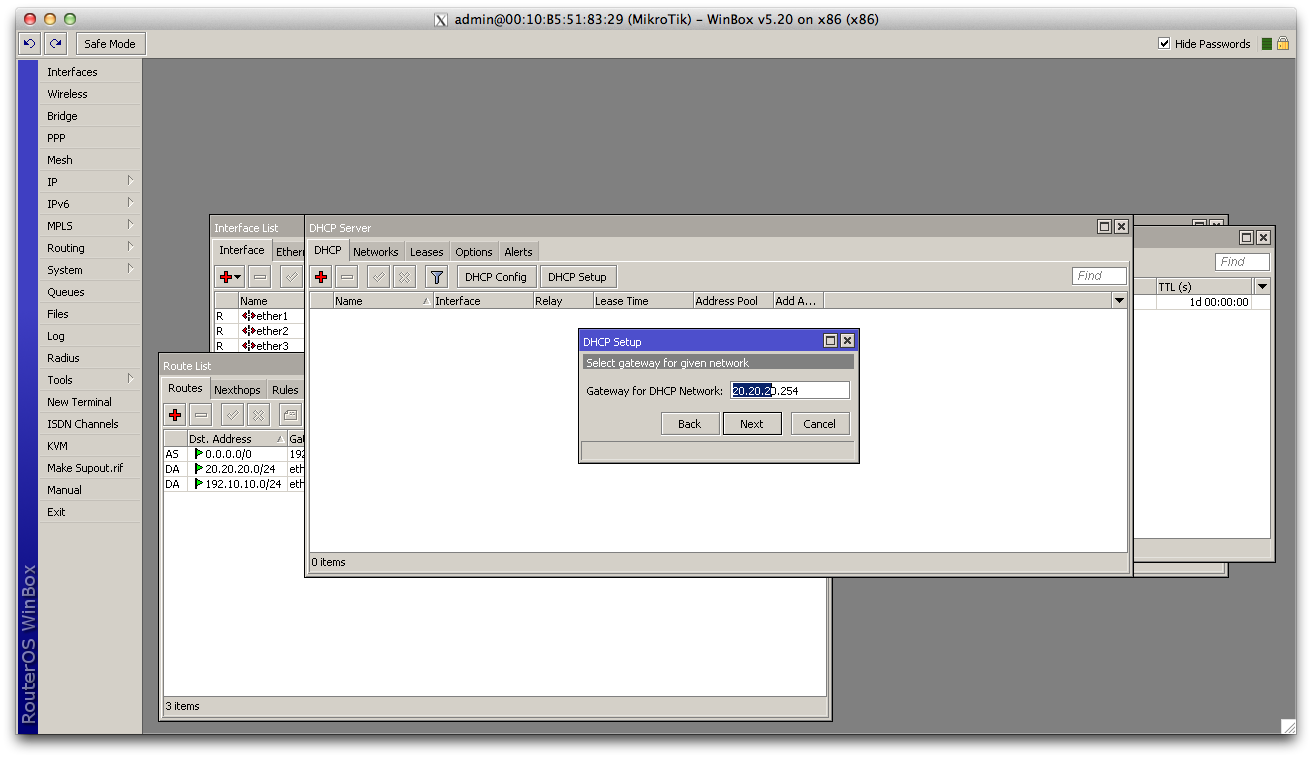 admin@00:10:B5:51:83:29 (MikroTik) – WinBox v5.20 on x86 (x86)
Safe Mode
Hide Passwords
Interfaces
Wireless
Bridge
PPP
Mesh
IP
IPv6
MPLS
Routing
System
Queues
Files
Log
Radius
Tools
New Terminal
ISDN Channels
KVM
Make Supout.rif
Manual
Exit
RouterOS WinBox
Interface List
Interface Ethern
Name
R ether1
R ether2
R ether3
DHCP Server
DHCP Networks Leases Options Alerts
DHCP Config DHCP Setup Find
Name Interface Relay Lease Time Address Pool Add A...
0 items
DHCP Setup
Select gateway for given network
Gateway for DHCP Network: 20.20.20.254
Back Next Cancel
Find
TTL (s)
1d 00:00:00
Route List
Routes Nexthops Rules
Dst. Address Gat
AS 0.0.0.0/0 192
DA 20.20.20.0/24 eth
DA 192.10.10.0/24 eth
3 items